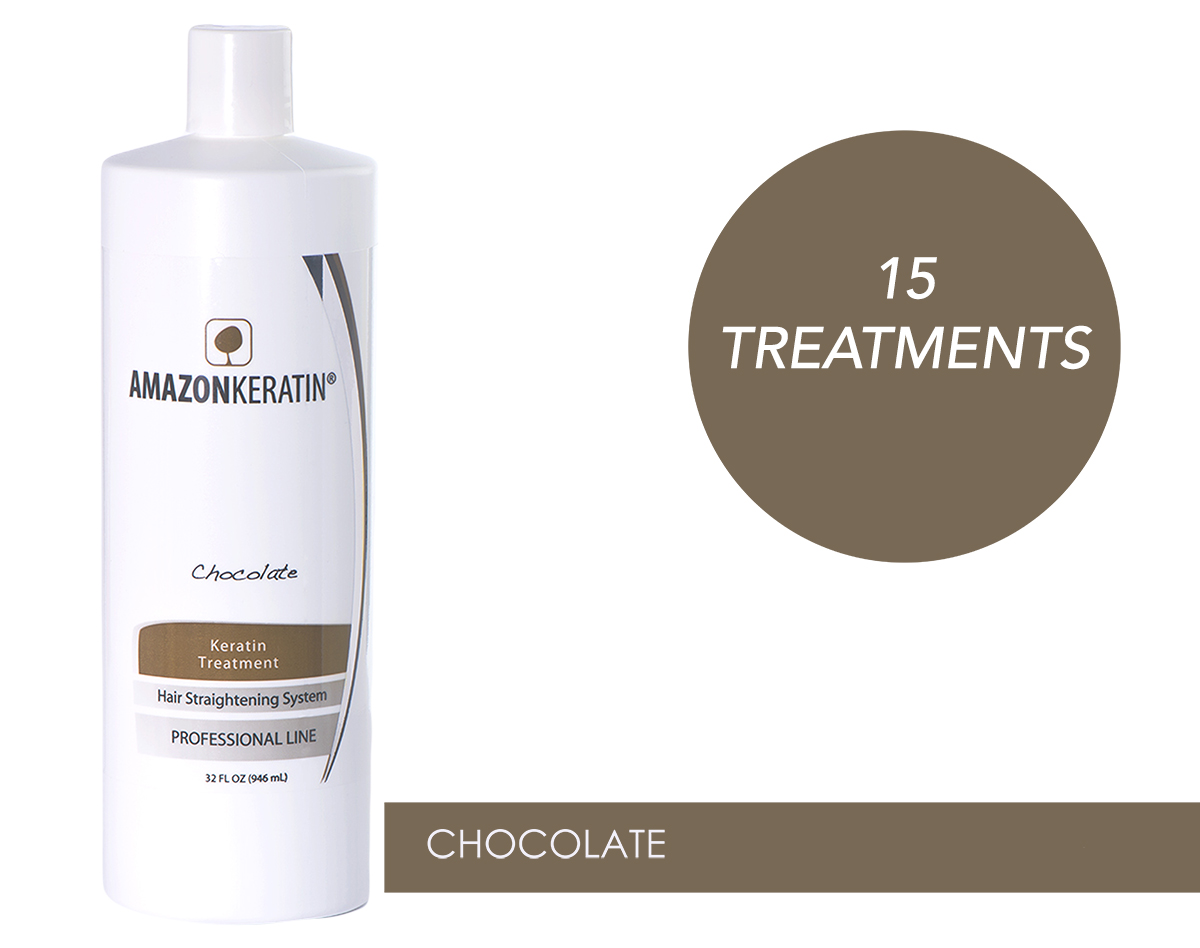 AMAZONKERATIN®
Chocolate
Keratin
Treatment
Hair Straightening System
PROFESSIONAL LINE
32 FL OZ (946 mL)
15
TREATMENTS
CHOCOLATE